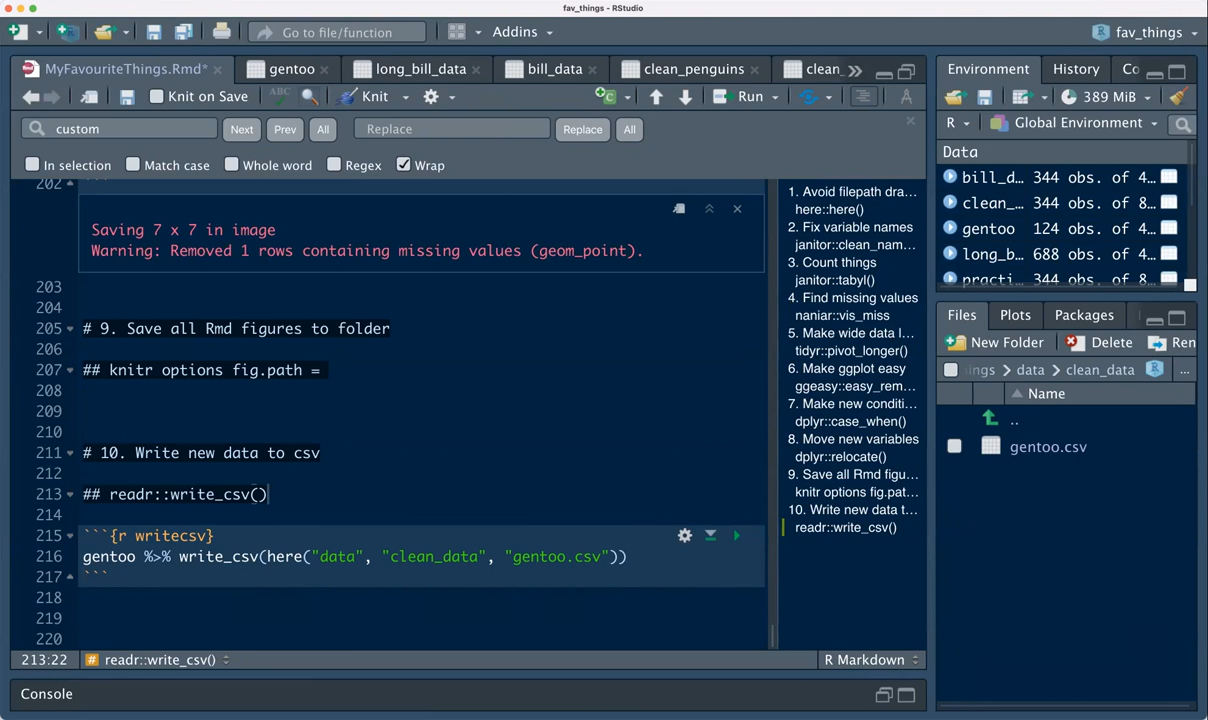 fav_things - RStudio
Go to file/function
Addins
fav_things
MyFavouriteThings.Rmd*
gentoo
long_bill_data
bill_data
clean_penguins
clean
Knit on Save
ABC
Knit
Run
custom
Next
Prev
All
Replace
Replace
All
In selection
Match case
Whole word
Regex
Wrap
202
Saving 7 x 7 in image
Warning: Removed 1 rows containing missing values (geom_point).
203
204
205 # 9. Save all Rmd figures to folder
206
207 ## knitr options fig.path =
208
209
210
211 # 10. Write new data to csv
212
213 ## readr::write_csv()
214
215 ```{r writecsv}
216 gentoo %>% write_csv(here("data", "clean_data", "gentoo.csv"))
217 ```
218
219
220
213:22
# readr::write_csv()
R Markdown
Console
1. Avoid filepath dra...
here::here()
2. Fix variable names
janitor::clean_nam...
3. Count things
janitor::tabyl()
4. Find missing values
naniar::vis_miss
5. Make wide data l...
tidyr::pivot_longer()
6. Make ggplot easy
ggeasy::easy_rem...
7. Make new conditi...
dplyr::case_when()
8. Move new variables
dplyr::relocate()
9. Save all Rmd figu...
knitr options fig.pat...
10. Write new data t...
readr::write_csv()
Environment
History
Co
389 MiB
R
Global Environment
Data
bill_d... 344 obs. of 4...
clean_... 344 obs. of 8...
gentoo 124 obs. of 4...
long_b... 688 obs. of 4...
practi... 344 obs. of 8...
Files
Plots
Packages
New Folder
Delete
Ren
ings
data
clean_data
...
Name
..
gentoo.csv